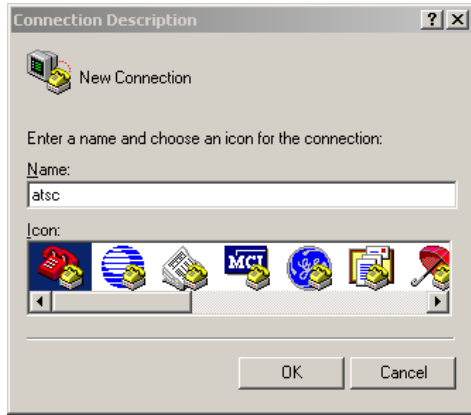 Connection Description
New Connection
Enter a name and choose an icon for the connection:
Name:
atsc
Icon:
MCI
OK
Cancel